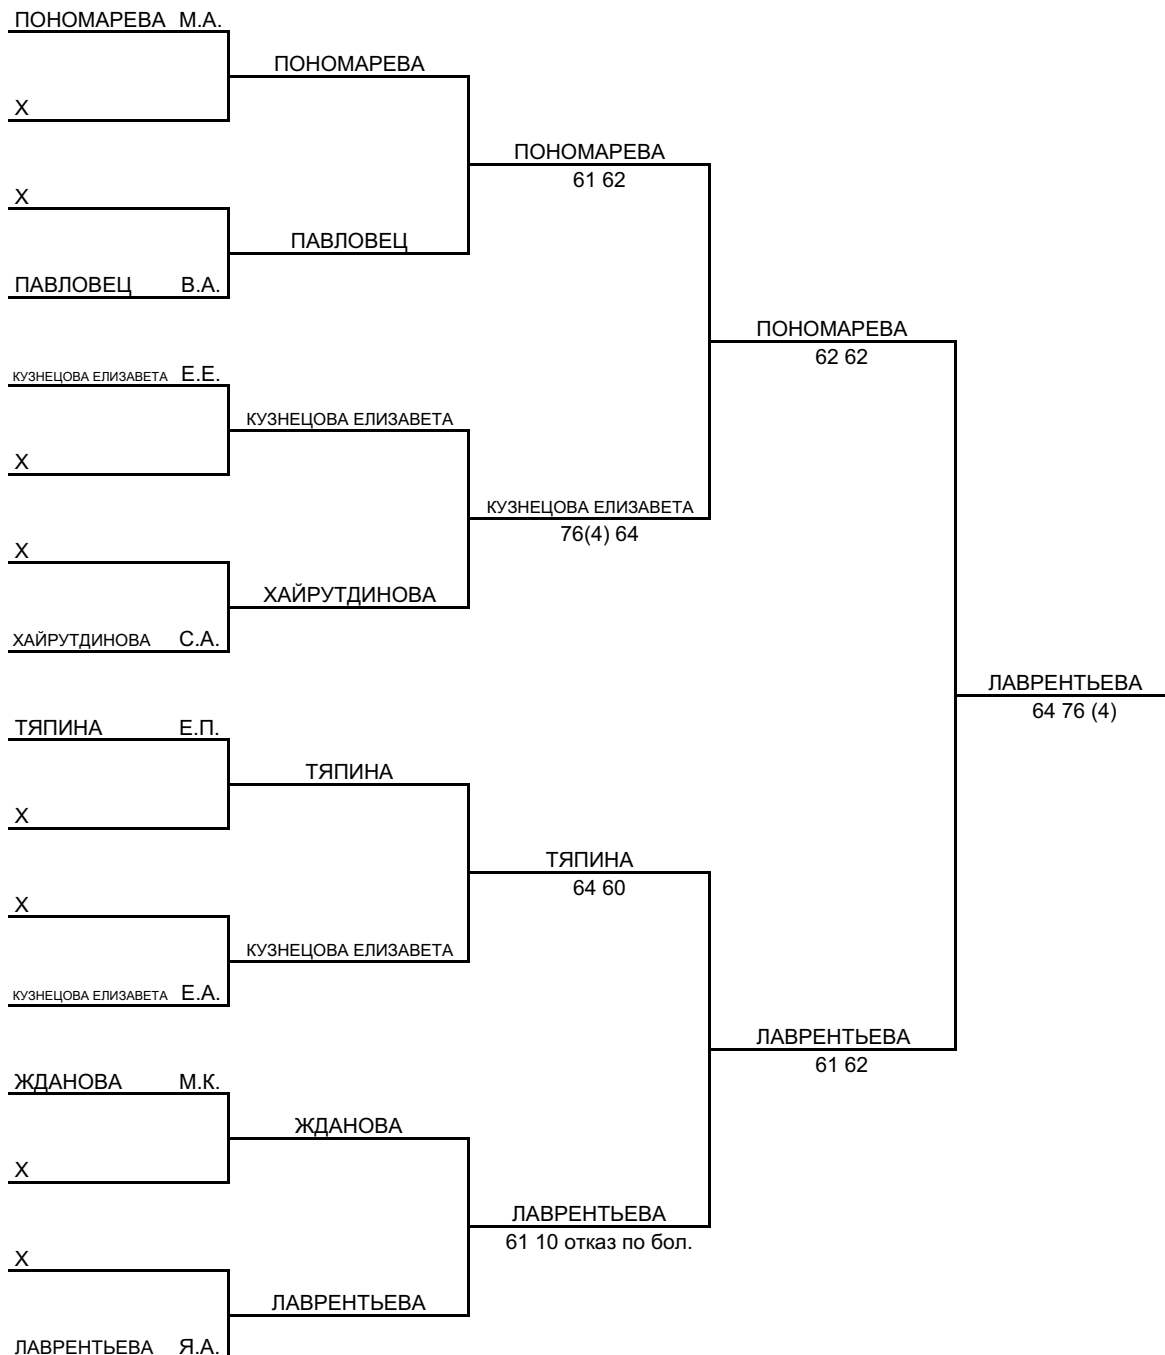 ПОНОМАРЕВА М.А.
ПОНОМАРЕВА
X
ПОНОМАРЕВА
61 62
X
ПАВЛОВЕЦ
ПАВЛОВЕЦ В.А.
ПОНОМАРЕВА
62 62
КУЗНЕЦОВА ЕЛИЗАВЕТА Е.Е.
КУЗНЕЦОВА ЕЛИЗАВЕТА
X
КУЗНЕЦОВА ЕЛИЗАВЕТА
76(4) 64
X
ХАЙРУТДИНОВА
ХАЙРУТДИНОВА С.А.
ЛАВРЕНТЬЕВА
64 76 (4)
ТЯПИНА Е.П.
ТЯПИНА
X
ТЯПИНА
64 60
X
КУЗНЕЦОВА ЕЛИЗАВЕТА
КУЗНЕЦОВА ЕЛИЗАВЕТА Е.А.
ЛАВРЕНТЬЕВА
61 62
ЖДАНОВА М.К.
ЖДАНОВА
X
ЛАВРЕНТЬЕВА
61 10 отказ по бол.
X
ЛАВРЕНТЬЕВА
ЛАВРЕНТЬЕВА Я.А.